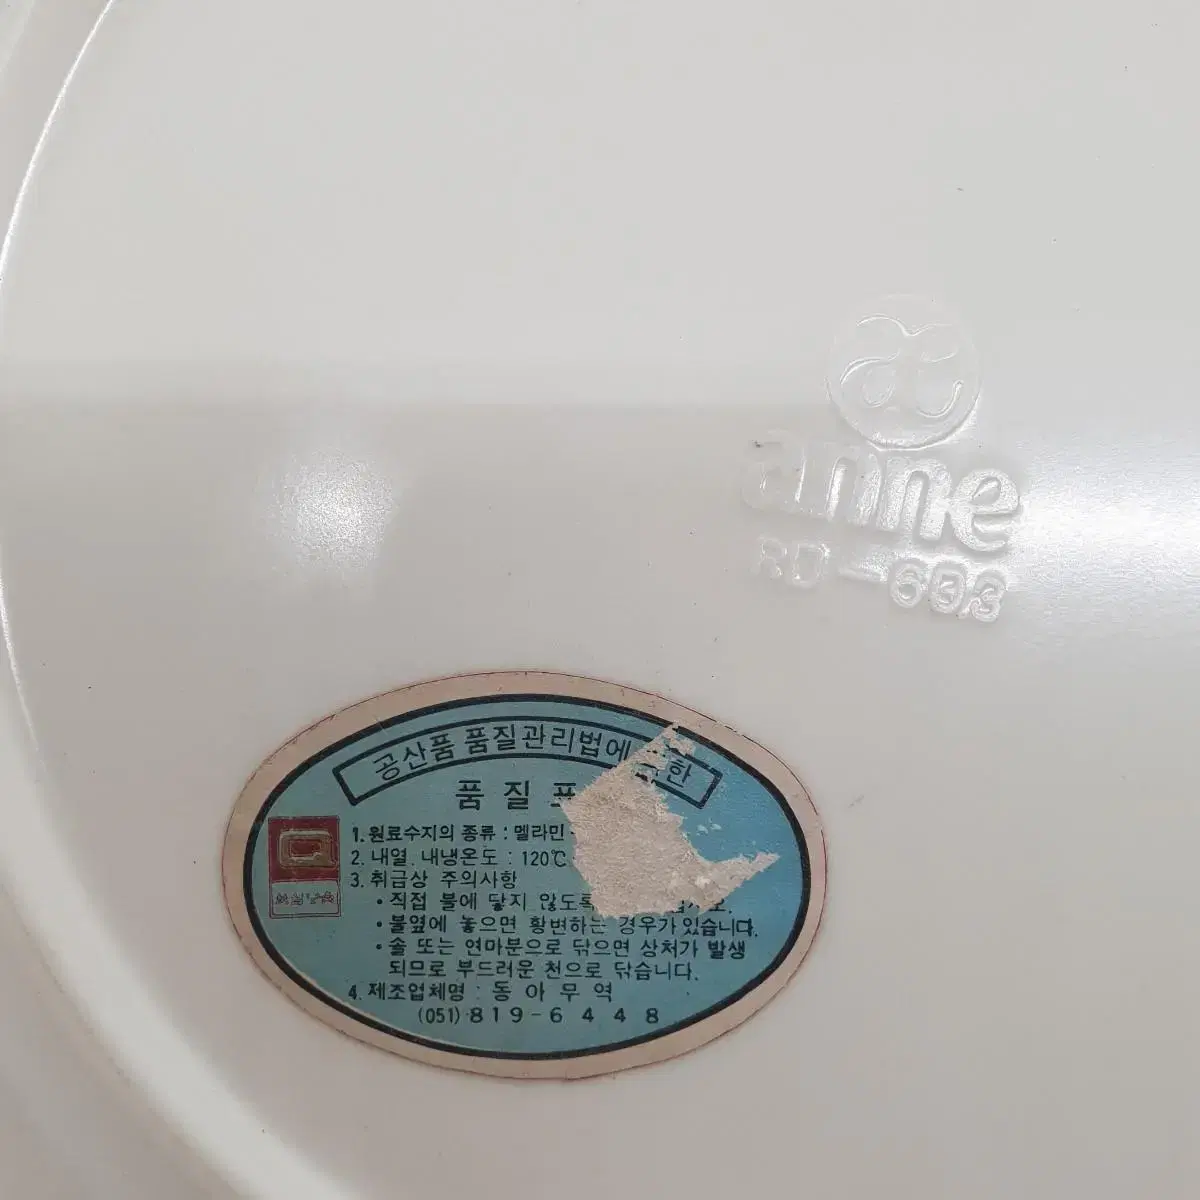 æ
anne
RD-603
공산품 품질관리법에 한
품 질
1. 원료수지의 종류 : 멜라민
2. 내열. 내냉온도 : 120℃
3. 취급상 주의사항
• 직접 불에 닿지 않도록
• 불옆에 놓으면 황변하는 경우가 있습니다.
• 솔 또는 연마분으로 닦으면 상처가 발생
되므로 부드러운 천으로 닦습니다.
4. 제조업체명 : 동 아 무 역
(051) 819-6448